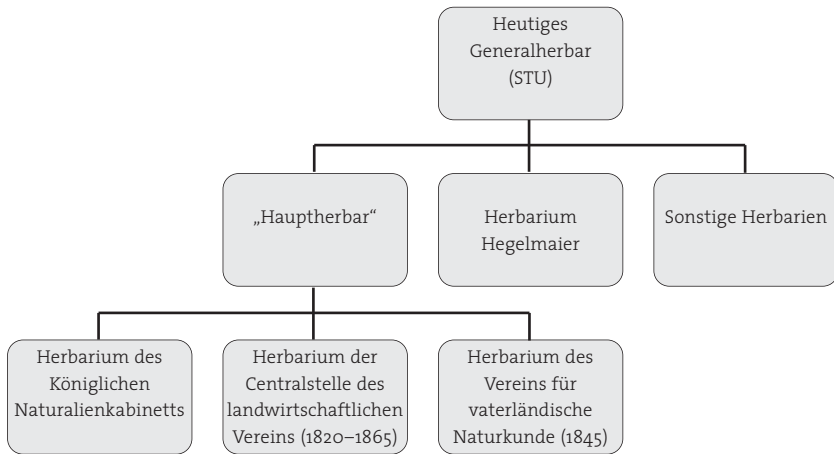 Heutiges
Generalherbar
(STU)
„Hauptherbar“
Herbarium
Hegelmaier
Sonstige Herbarien
Herbarium des
Königlichen
Naturalienkabinetts
Herbarium der
Centralstelle des
landwirtschaftlichen
Vereins (1820–1865)
Herbarium des
Vereins für
vaterländische
Naturkunde (1845)